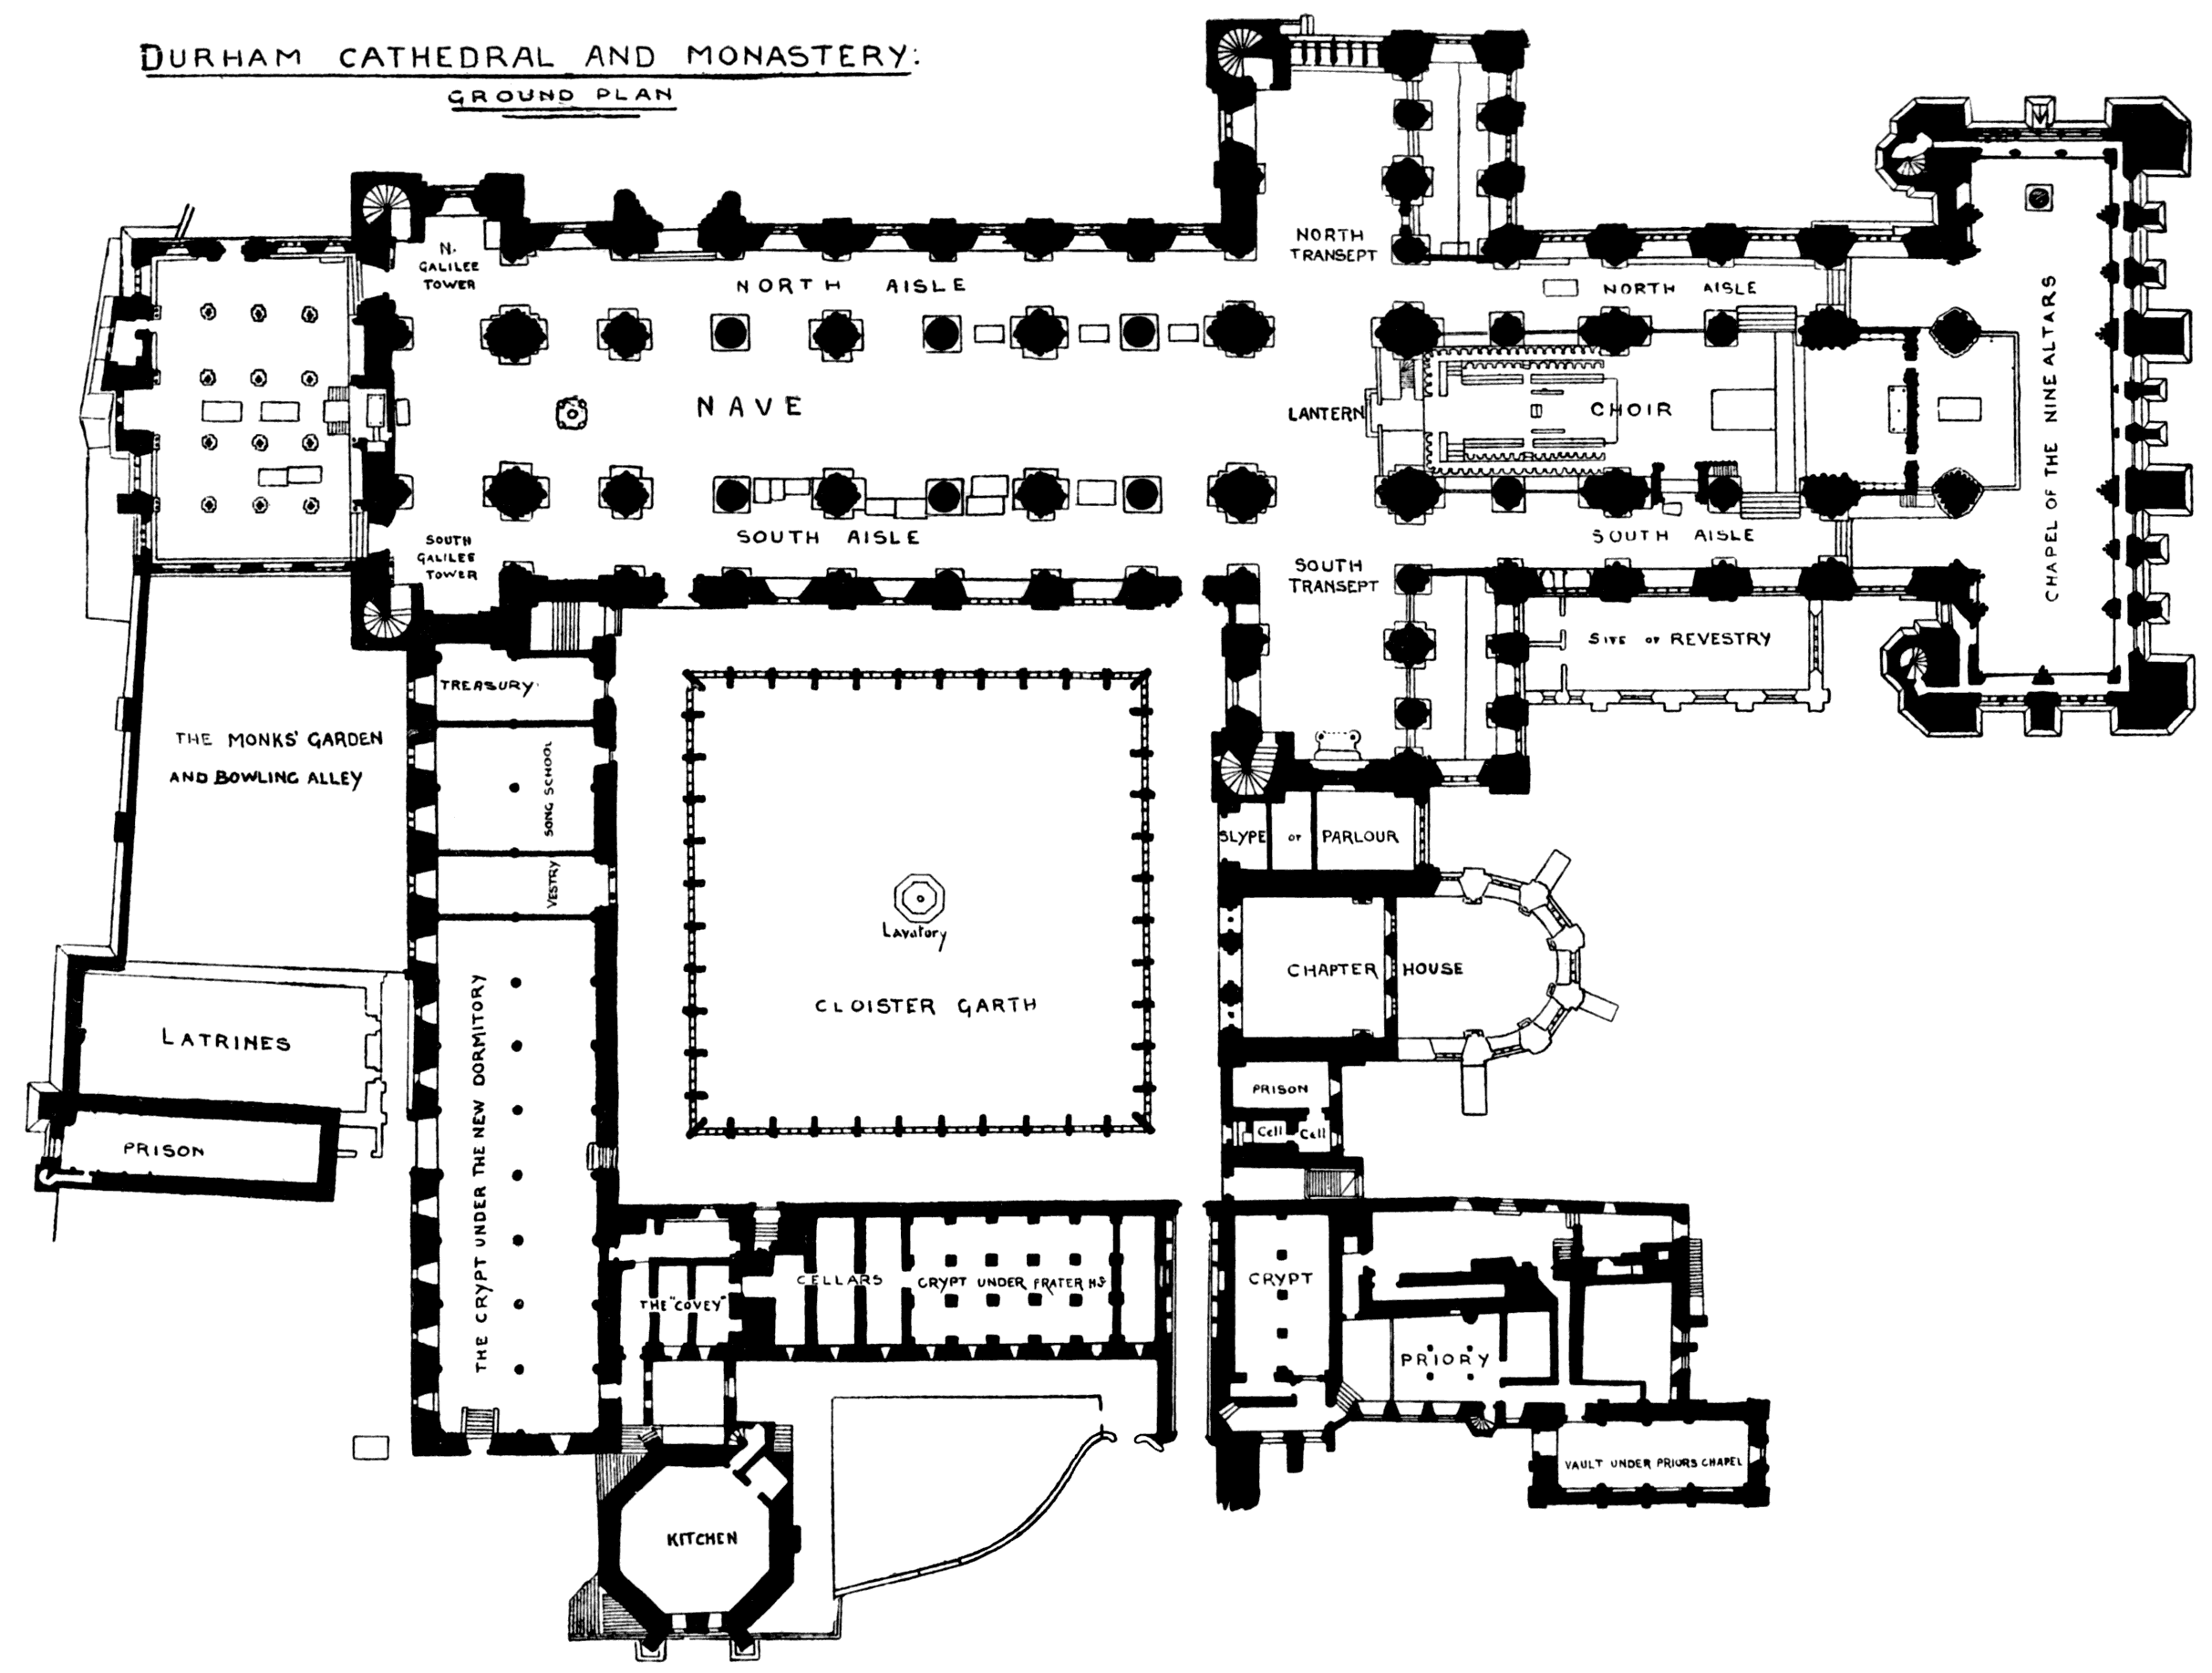 DURHAM CATHEDRAL AND MONASTERY:
GROUND PLAN
N.
GALILEE
TOWER
NORTH AISLE
NORTH
TRANSEPT
NORTH AISLE
NAVE
LANTERN
CHOIR
CHAPEL OF THE NINE ALTARS
SOUTH AISLE
SOUTH AISLE
SOUTH
GALILEE
TOWER
SOUTH
TRANSEPT
SITE OF REVESTRY
TREASURY.
THE MONKS' GARDEN
AND BOWLING ALLEY
SONG SCHOOL
VESTRY
SLYPE or PARLOUR
Lavatory
CLOISTER GARTH
CHAPTER HOUSE
LATRINES
PRISON
THE CRYPT UNDER THE NEW DORMITORY
PRISON
Cell Cell
CELLARS
CRYPT UNDER FRATER HS
THE "COVEY"
CRYPT
PRIORY
VAULT UNDER PRIORS CHAPEL
KITCHEN